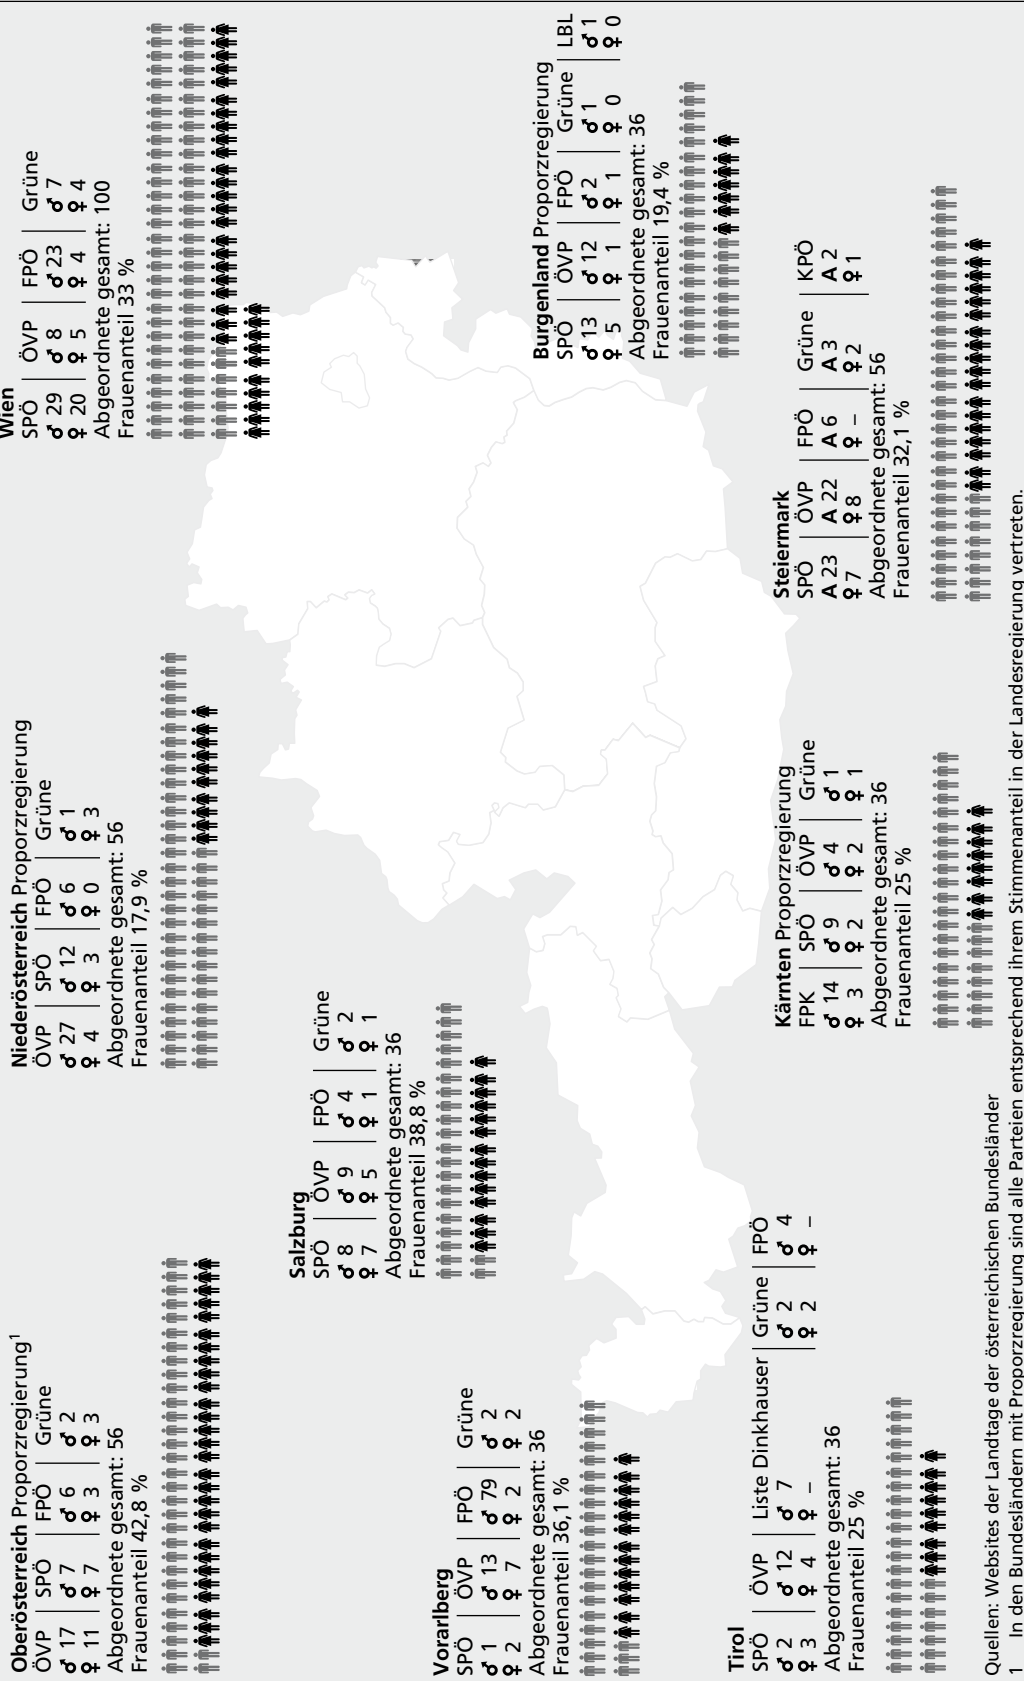 Oberösterreich Proporzregierung¹
ÖVP | SPÖ | FPÖ | Grüne
♂ 17 | ♂ 7 | ♂ 6 | ♂ 2
♀ 11 | ♀ 7 | ♀ 3 | ♀ 3
Abgeordnete gesamt: 56
Frauenanteil 42,8 %
Niederösterreich Proporzregierung
ÖVP | SPÖ | FPÖ | Grüne
♂ 27 | ♂ 12 | ♂ 6 | ♂ 1
♀ 4 | ♀ 3 | ♀ 0 | ♀ 3
Abgeordnete gesamt: 56
Frauenanteil 17,9 %
Wien
SPÖ | ÖVP | FPÖ | Grüne
♂ 29 | ♂ 8 | ♂ 23 | ♂ 7
♀ 20 | ♀ 5 | ♀ 4 | ♀ 4
Abgeordnete gesamt: 100
Frauenanteil 33 %
Salzburg
SPÖ | ÖVP | FPÖ | Grüne
♂ 8 | ♂ 9 | ♂ 4 | ♂ 2
♀ 7 | ♀ 5 | ♀ 1 | ♀ 1
Abgeordnete gesamt: 36
Frauenanteil 38,8 %
Vorarlberg
SPÖ | ÖVP | FPÖ | Grüne
♂ 1 | ♂ 13 | ♂ 79 | ♂ 2
♀ 2 | ♀ 7 | ♀ 2 | ♀ 2
Abgeordnete gesamt: 36
Frauenanteil 36,1 %
Burgenland Proporzregierung
SPÖ | ÖVP | FPÖ | Grüne | LBL
♂ 13 | ♂ 12 | ♂ 2 | ♂ 1 | ♂ 1
♀ 5 | ♀ 1 | ♀ 1 | ♀ 0 | ♀ 0
Abgeordnete gesamt: 36
Frauenanteil 19,4 %
Tirol
SPÖ | ÖVP | Liste Dinkhauser | Grüne | FPÖ
♂ 2 | ♂ 12 | ♂ 7 | ♂ 2 | ♂ 4
♀ 3 | ♀ 4 | ♀ – | ♀ 2 | ♀ –
Abgeordnete gesamt: 36
Frauenanteil 25 %
Kärnten Proporzregierung
FPK | SPÖ | ÖVP | Grüne
♂ 14 | ♂ 9 | ♂ 4 | ♂ 1
♀ 3 | ♀ 2 | ♀ 2 | ♀ 1
Abgeordnete gesamt: 36
Frauenanteil 25 %
Steiermark
SPÖ | ÖVP | FPÖ | Grüne | KPÖ
A 23 | A 22 | A 6 | A 3 | A 2
♀ 7 | ♀ 8 | ♀ – | ♀ 2 | ♀ 1
Abgeordnete gesamt: 56
Frauenanteil 32,1 %
Quellen: Websites der Landtage der österreichischen Bundesländer
1 In den Bundesländern mit Proporzregierung sind alle Parteien entsprechend ihrem Stimmenanteil in der Landesregierung vertreten.